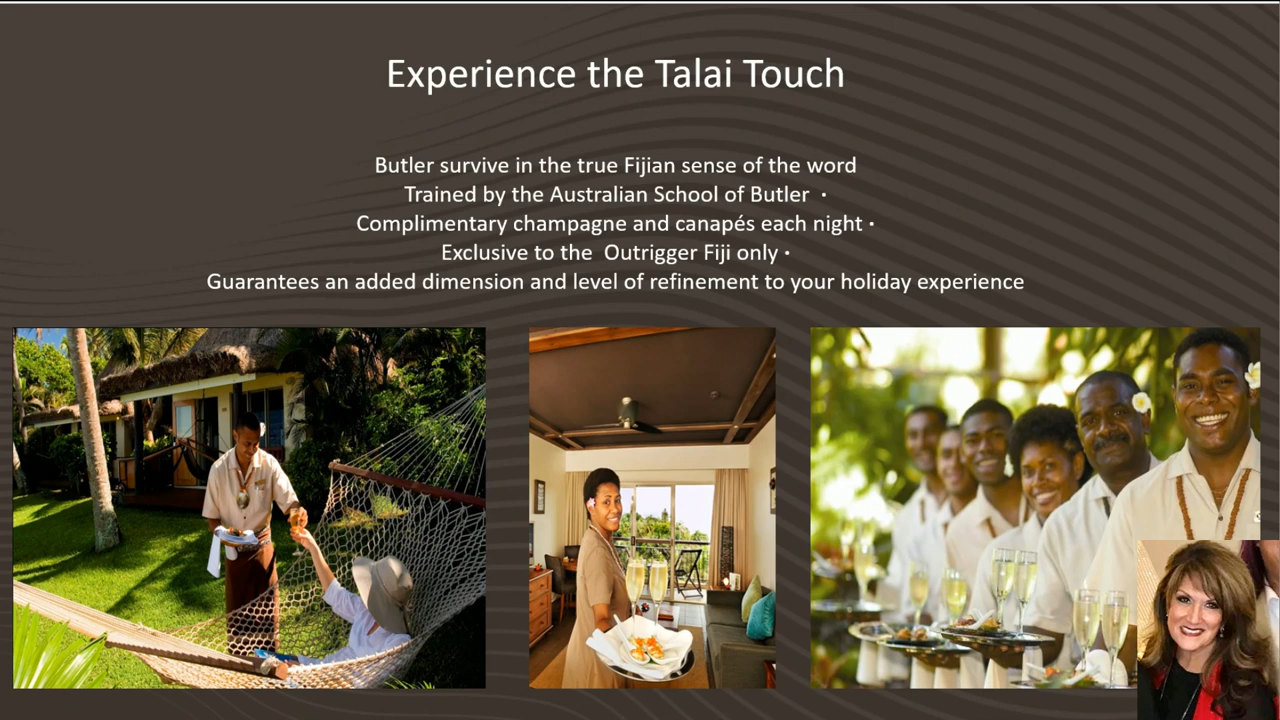 Experience the Talai Touch
Butler survive in the true Fijian sense of the word
Trained by the Australian School of Butler ·
Complimentary champagne and canapés each night ·
Exclusive to the Outrigger Fiji only ·
Guarantees an added dimension and level of refinement to your holiday experience